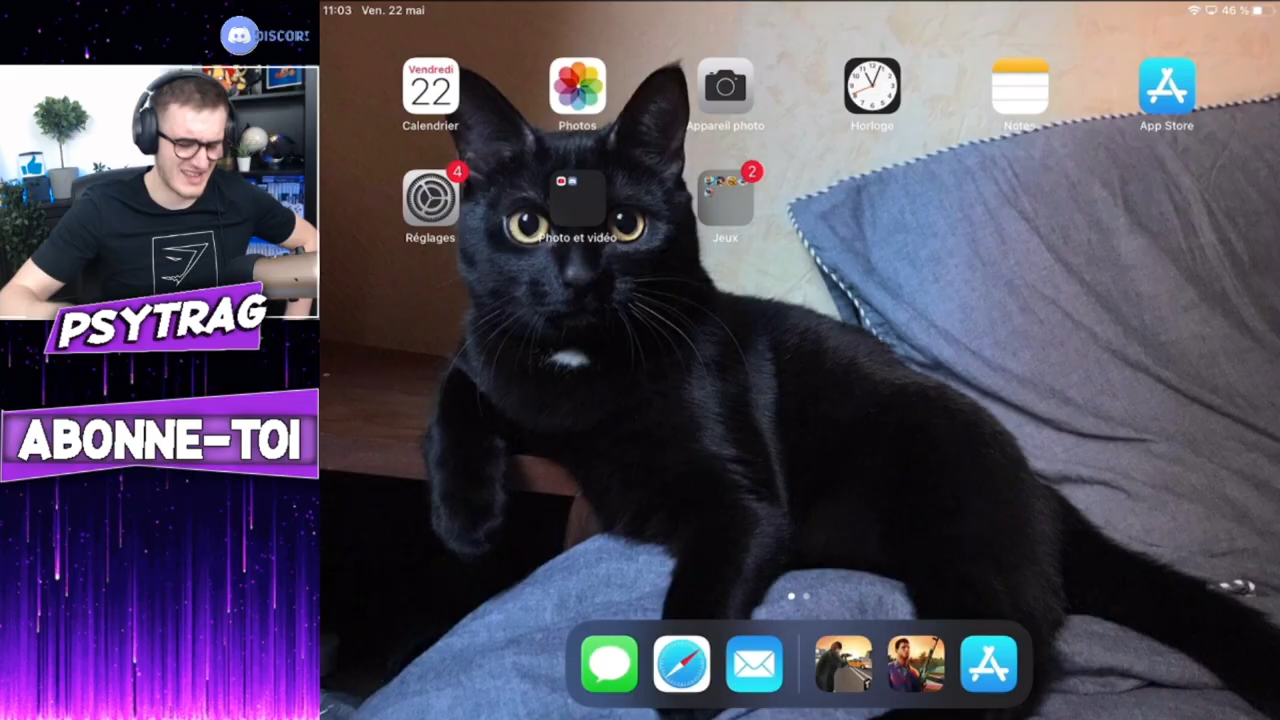 11:03 Ven. 22 mai
46 %
DISCORD
Vendredi
22
Calendrier
Photos
Appareil photo
Horloge
Notes
App Store
4
2
Réglages
Photo et vidéo
Jeux
PSYTRAG
ABONNE-TOI